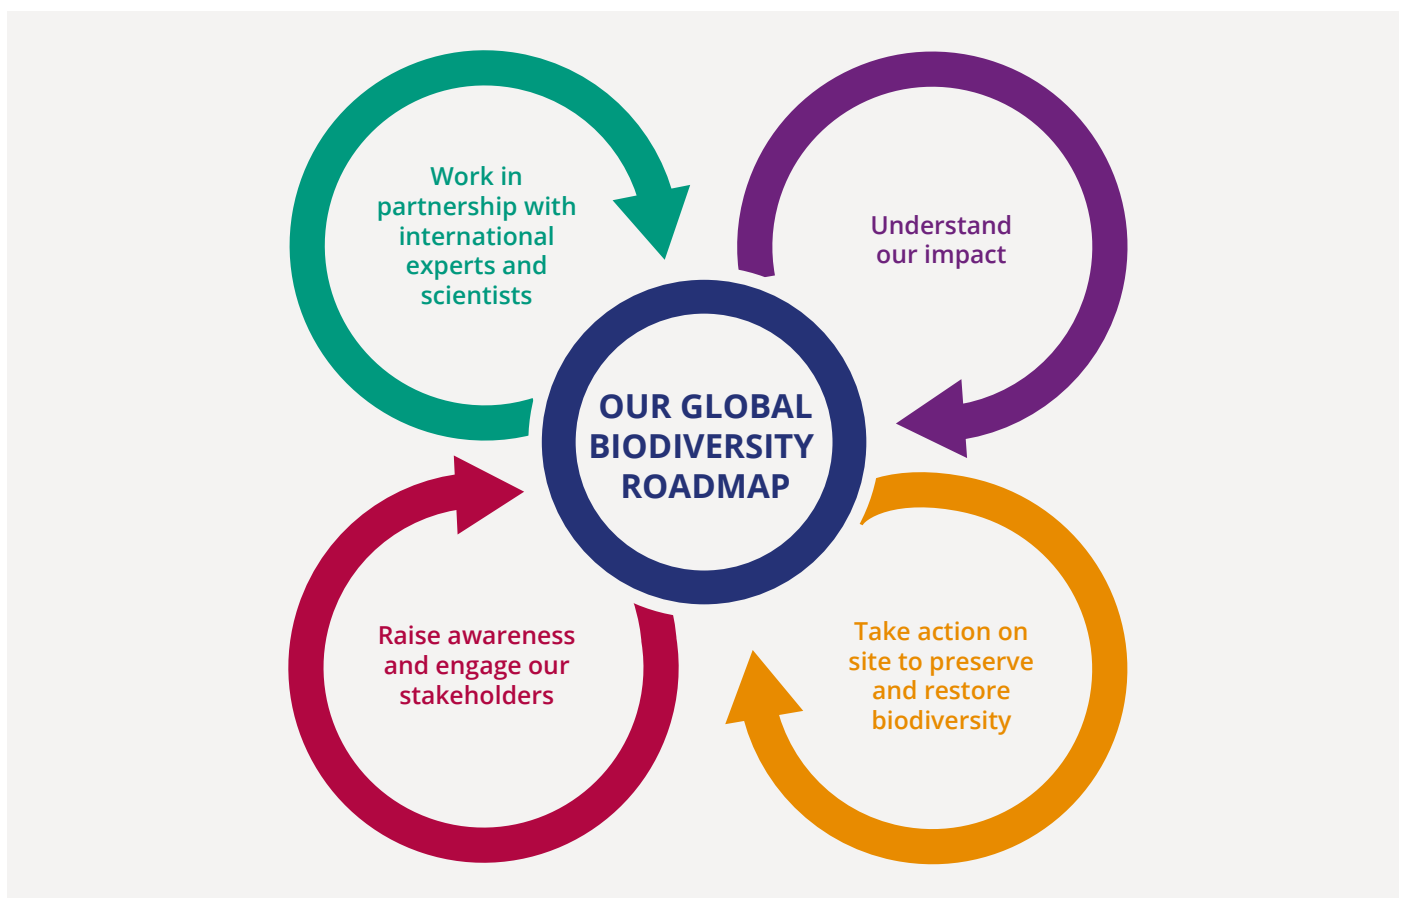 Work in
partnership with
international
experts and
scientists
Understand
our impact
OUR GLOBAL
BIODIVERSITY
ROADMAP
Raise awareness
and engage our
stakeholders
Take action on
site to preserve
and restore
biodiversity